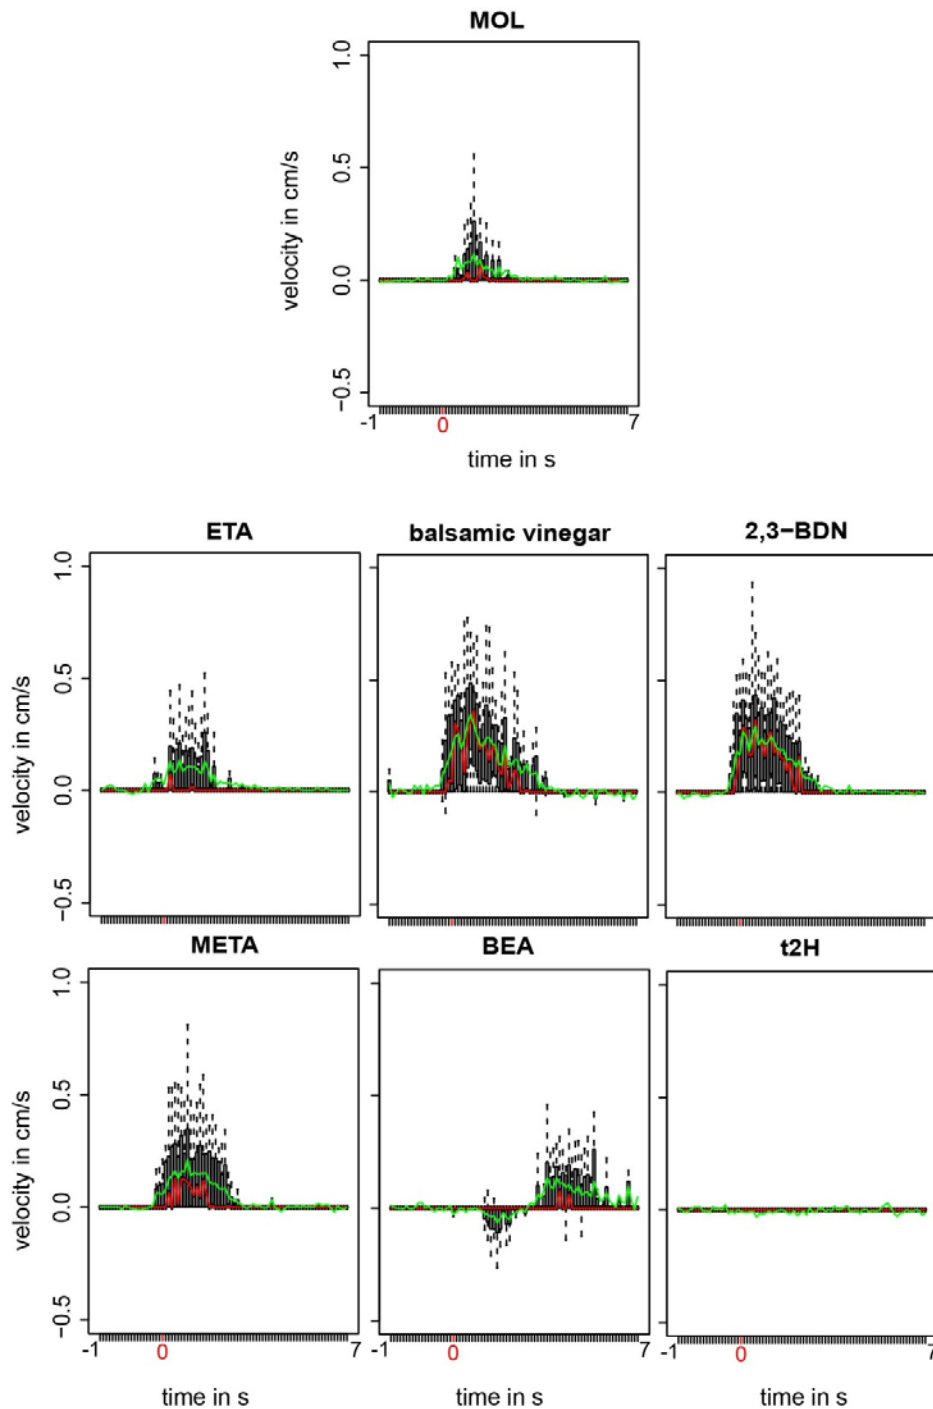 MOL
1.0
0.5
0.0
−0.5
velocity in cm/s
-1 0 7
time in s
ETA balsamic vinegar 2,3−BDN
1.0
0.5
0.0
−0.5
velocity in cm/s
META BEA t2H
1.0
0.5
0.0
−0.5
velocity in cm/s
-1 0 7 -1 0 7 -1 0 7
time in s time in s time in s